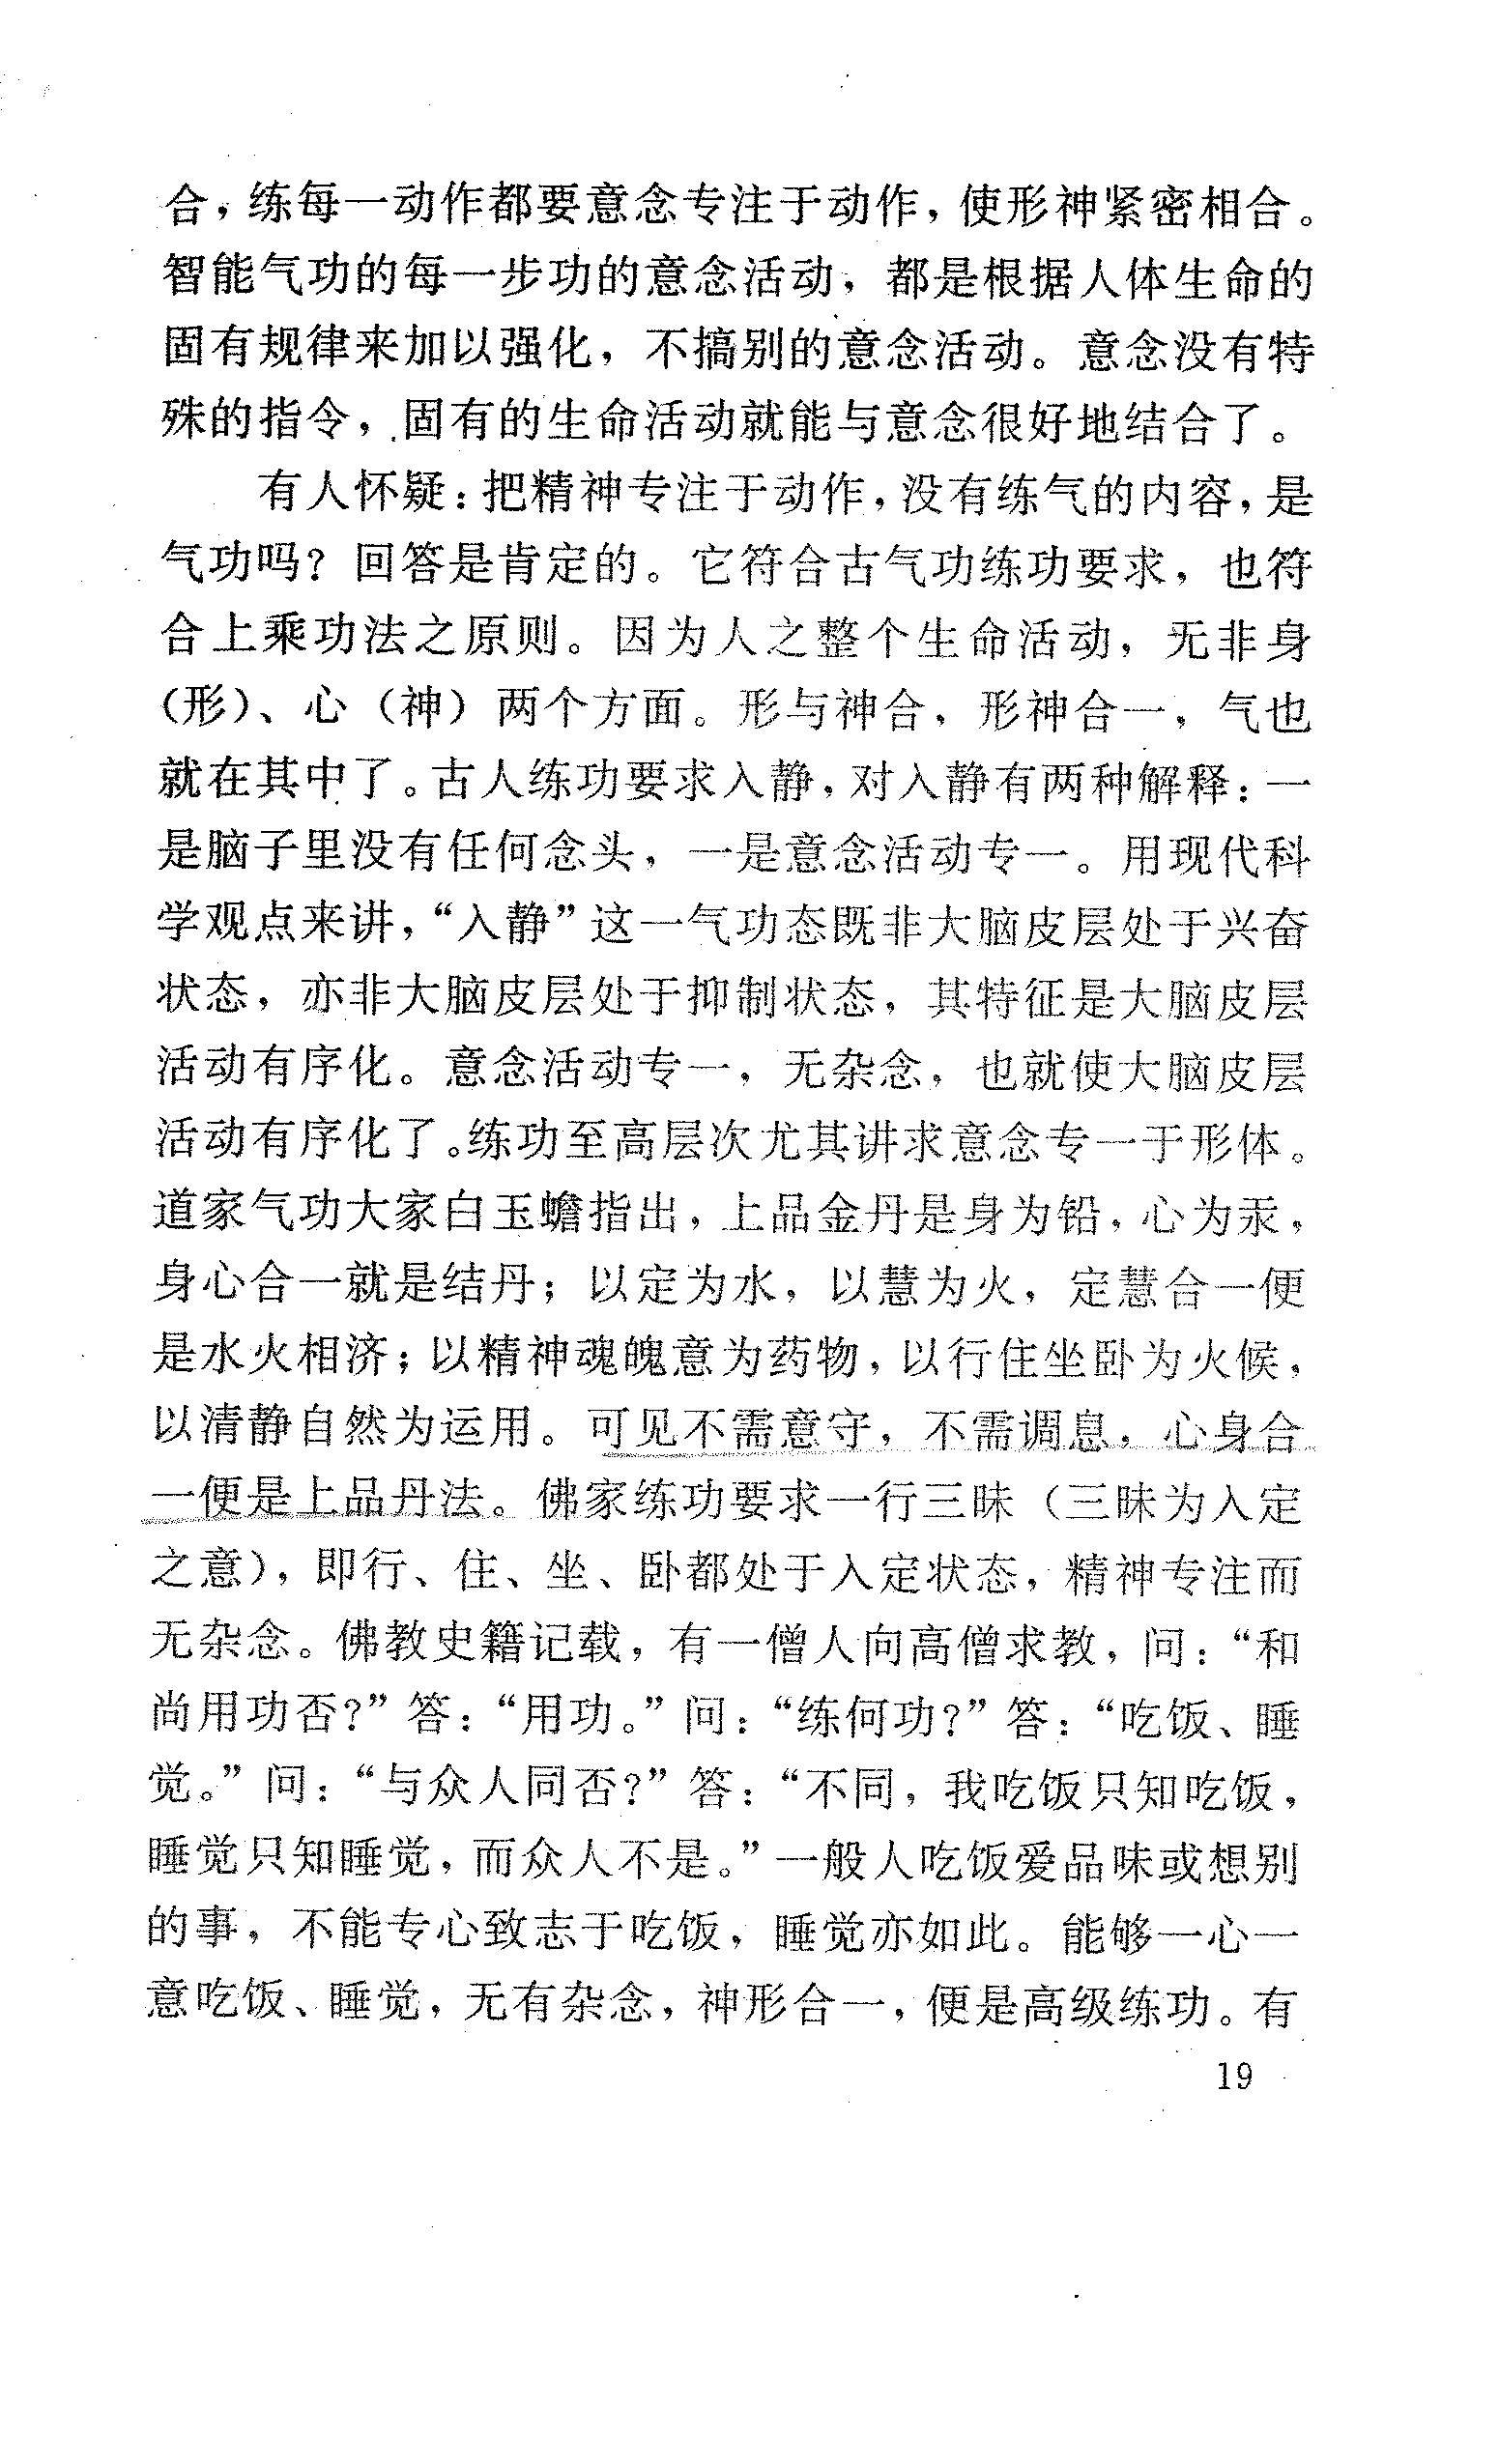 合，练每一动作都要意念专注于动作，使形神紧密相合。
智能气功的每一步功的意念活动，都是根据人体生命的
固有规律来加以强化，不搞别的意念活动。意念没有特
殊的指令，固有的生命活动就能与意念很好地结合了。
有人怀疑：把精神专注于动作，没有练气的内容，是
气功吗？回答是肯定的。它符合古气功练功要求，也符
合上乘功法之原则。因为人之整个生命活动，无非身
（形）、心（神）两个方面。形与神合，形神合一，气也
就在其中了。古人练功要求入静，对入静有两种解释：一
是脑子里没有任何念头，一是意念活动专一。用现代科
学观点来讲，“入静”这一气功态既非大脑皮层处于兴奋
状态，亦非大脑皮层处于抑制状态，其特征是大脑皮层
活动有序化。意念活动专一，无杂念，也就使大脑皮层
活动有序化了。练功至高层次尤其讲求意念专一于形体。
道家气功大家白玉蟾指出，上品金丹是身为铅，心为汞，
身心合一就是结丹；以定为水，以慧为火，定慧合一便
是水火相济；以精神魂魄意为药物，以行住坐卧为火候，
以清静自然为运用。可见不需意守，不需调息，心身合
一便是上品丹法。佛家练功要求一行三昧（三昧为入定
之意），即行、住、坐、卧都处于入定状态，精神专注而
无杂念。佛教史籍记载，有一僧人向高僧求教，问：“和
尚用功否？”答：“用功。”问：“练何功？”答：“吃饭、睡
觉。”问：“与众人同否？”答：“不同，我吃饭只知吃饭，
睡觉只知睡觉，而众人不是。”一般人吃饭爱品味或想别
的事，不能专心致志于吃饭，睡觉亦如此。能够一心一
意吃饭、睡觉，无有杂念，神形合一，便是高级练功。有
19